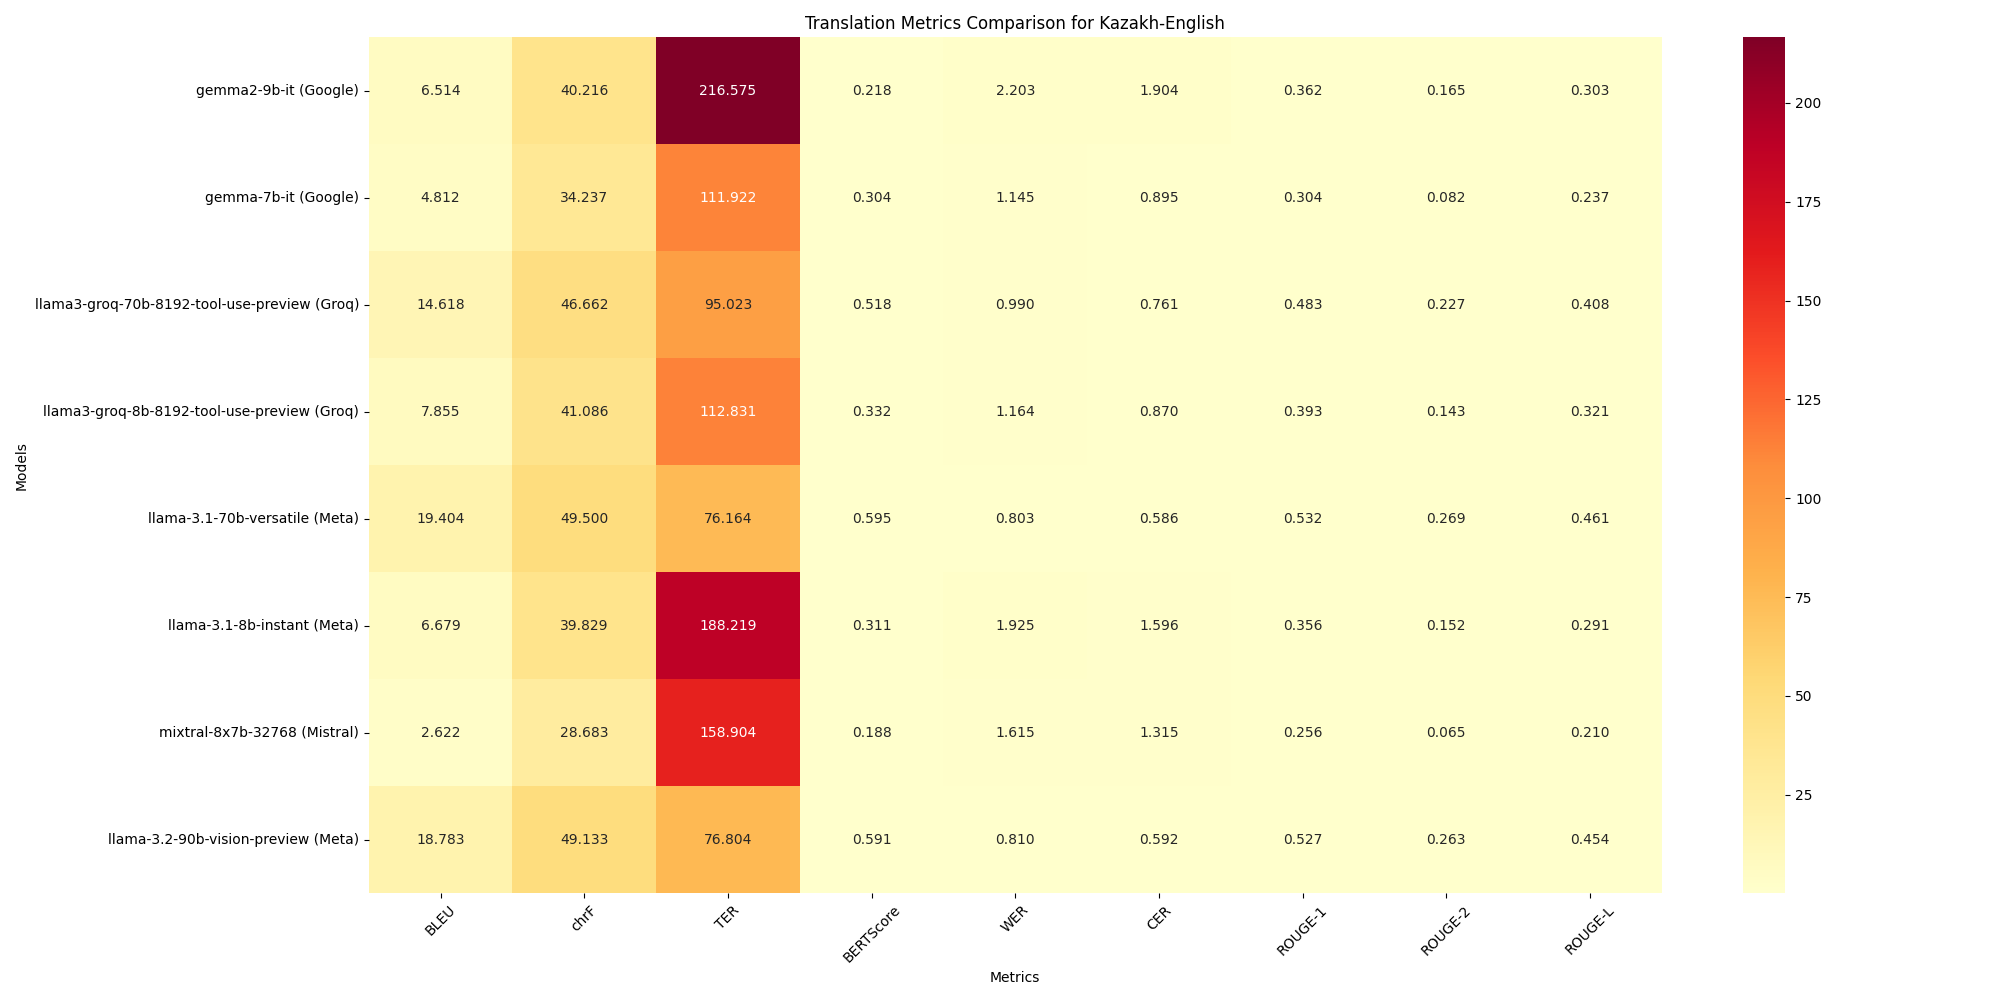 Translation Metrics Comparison for Kazakh-English
gemma2-9b-it (Google) 6.514 40.216 216.575 0.218 2.203 1.904 0.362 0.165 0.303
gemma-7b-it (Google) 4.812 34.237 111.922 0.304 1.145 0.895 0.304 0.082 0.237
llama3-groq-70b-8192-tool-use-preview (Groq) 14.618 46.662 95.023 0.518 0.990 0.761 0.483 0.227 0.408
llama3-groq-8b-8192-tool-use-preview (Groq) 7.855 41.086 112.831 0.332 1.164 0.870 0.393 0.143 0.321
llama-3.1-70b-versatile (Meta) 19.404 49.500 76.164 0.595 0.803 0.586 0.532 0.269 0.461
llama-3.1-8b-instant (Meta) 6.679 39.829 188.219 0.311 1.925 1.596 0.356 0.152 0.291
mixtral-8x7b-32768 (Mistral) 2.622 28.683 158.904 0.188 1.615 1.315 0.256 0.065 0.210
llama-3.2-90b-vision-preview (Meta) 18.783 49.133 76.804 0.591 0.810 0.592 0.527 0.263 0.454
Models
BLEU chrF TER BERTScore WER CER ROUGE-1 ROUGE-2 ROUGE-L
Metrics
200
175
150
125
100
75
50
25